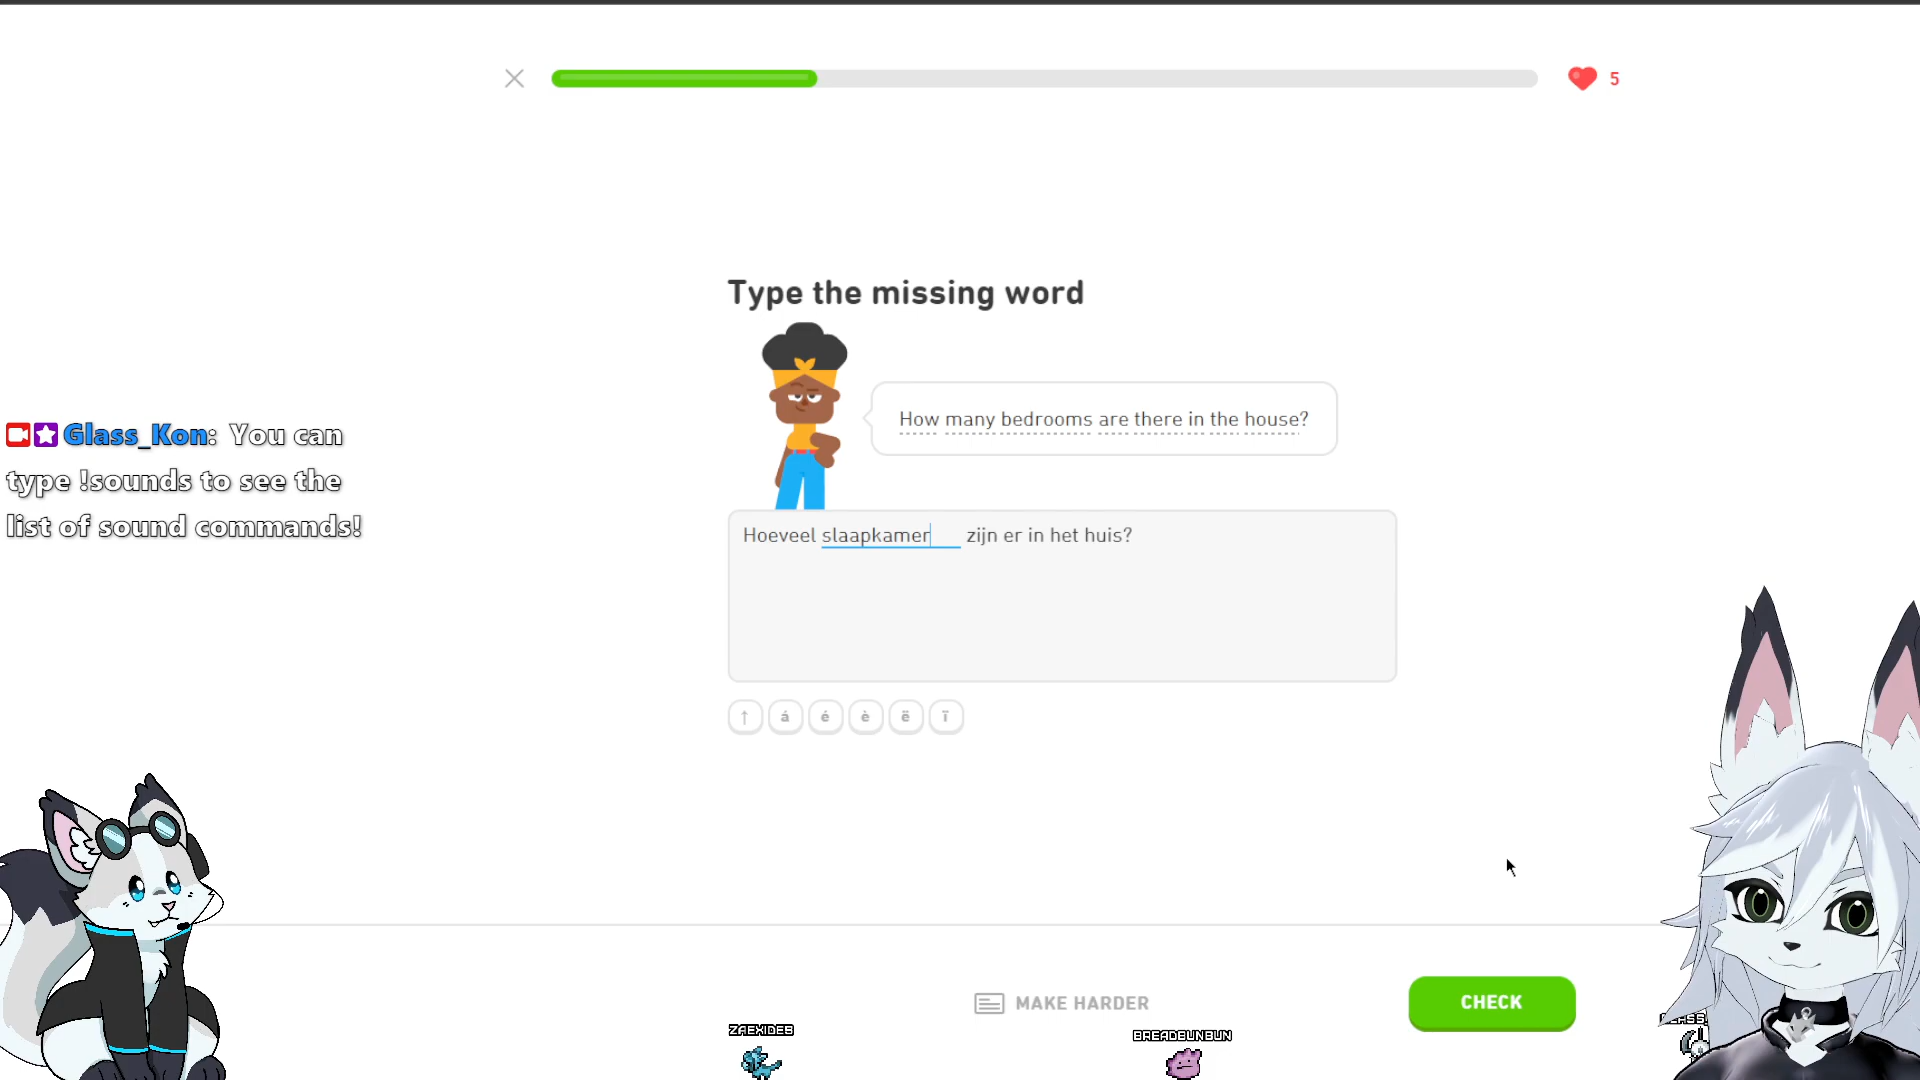 5
Type the missing word
How many bedrooms are there in the house?
Glass_Kon: You can
type !sounds to see the
list of sound commands!
Hoeveel slaapkamer zijn er in het huis?
↑ á é è ë ï
MAKE HARDER
CHECK
ZAEXIDES
BREADBUNBUN